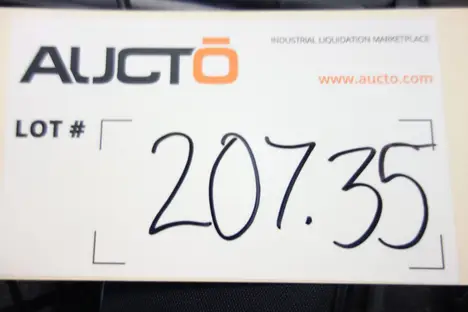 INDUSTRIAL LIQUIDATION MARKETPLACE
AUCTŌ
www.aucto.com
LOT #
207.35